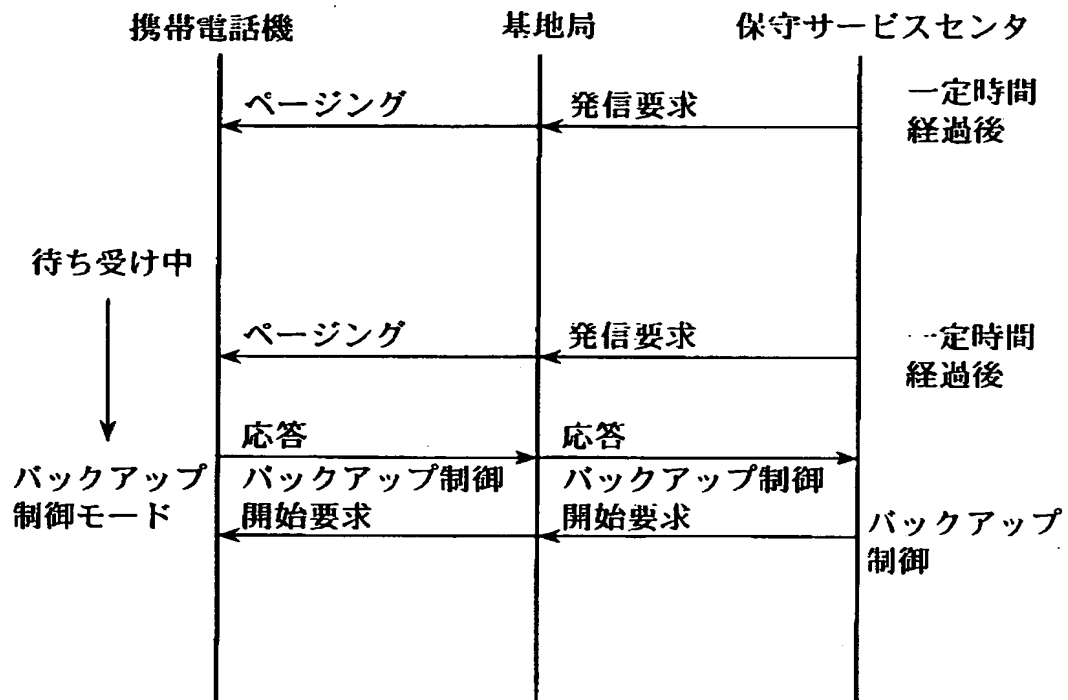 携帯電話機
基地局
保守サービスセンタ
ページング
発信要求
一定時間
経過後
待ち受け中
ページング
発信要求
一定時間
経過後
応答
応答
バックアップ
制御モード
バックアップ制御
開始要求
バックアップ制御
開始要求
バックアップ
制御